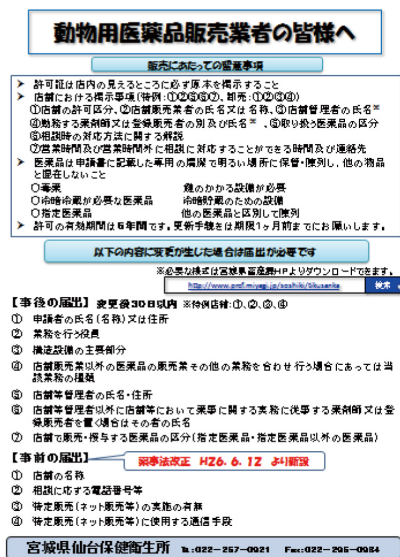 動物用医薬品販売業者の皆様へ
販売にあたっての留意事項
➤ 許可証は店内の見えるところに必ず原本を掲示すること
➤ 店舗における掲示事項(特例:①②⑤⑥⑦、卸売:①②③④)
①店舗の許可区分、②店舗販売業者の氏名又は名称、③店舗管理者の氏名※
④勤務する薬剤師又は登録販売者の別及び氏名※、⑤取り扱う医薬品の区分
⑥相談時の対応方法に関する解説
⑦営業時間及び営業時間外に相談に対応することができる時間及び連絡先
➤ 医薬品は申請書に記載した専用の場所で明るい場所に保管・陳列し、他の物品
と混在しないこと
○毒薬 鍵のかかる設備が必要
○冷暗冷蔵が必要な医薬品 冷暗貯蔵のための設備
○指定医薬品 他の医薬品と区別して陳列
➤ 許可の有効期間は6年間です。更新手続きは期限1ヶ月前までにお願いします。
以下の内容に変更が生じた場合は届出が必要です
※必要な様式は宮城県畜産課HPよりダウンロードできます。
http://www.pref.miyagi.jp/soshiki/tikusanka 検索
【事後の届出】変更後30日以内 ※特例店舗:①、②、③、④
① 申請者の氏名(名称)又は住所
② 業務を行う役員
③ 構造設備の主要部分
④ 店舗販売業以外の医薬品の販売業その他の業務を合わせ行う場合にあっては当
該業務の種類
⑤ 店舗等管理者の氏名・住所
⑥ 店舗等管理者以外に店舗等において薬事に関する実務に従事する薬剤師又は登
録販売者を置く場合はその者の氏名
⑦ 店舗で販売・授与する医薬品の区分(指定医薬品・指定医薬品以外の医薬品)
【事前の届出】 薬事法改正 H26.6.12 より新設
① 店舗の名称
② 相談に応ずる電話番号等
③ 特定販売(ネット販売等)の実施の有無
④ 特定販売(ネット販売等)に使用する通信手段
宮城県仙台保健衛生所 ℡:022-257-0921 Fax:022-296-0984